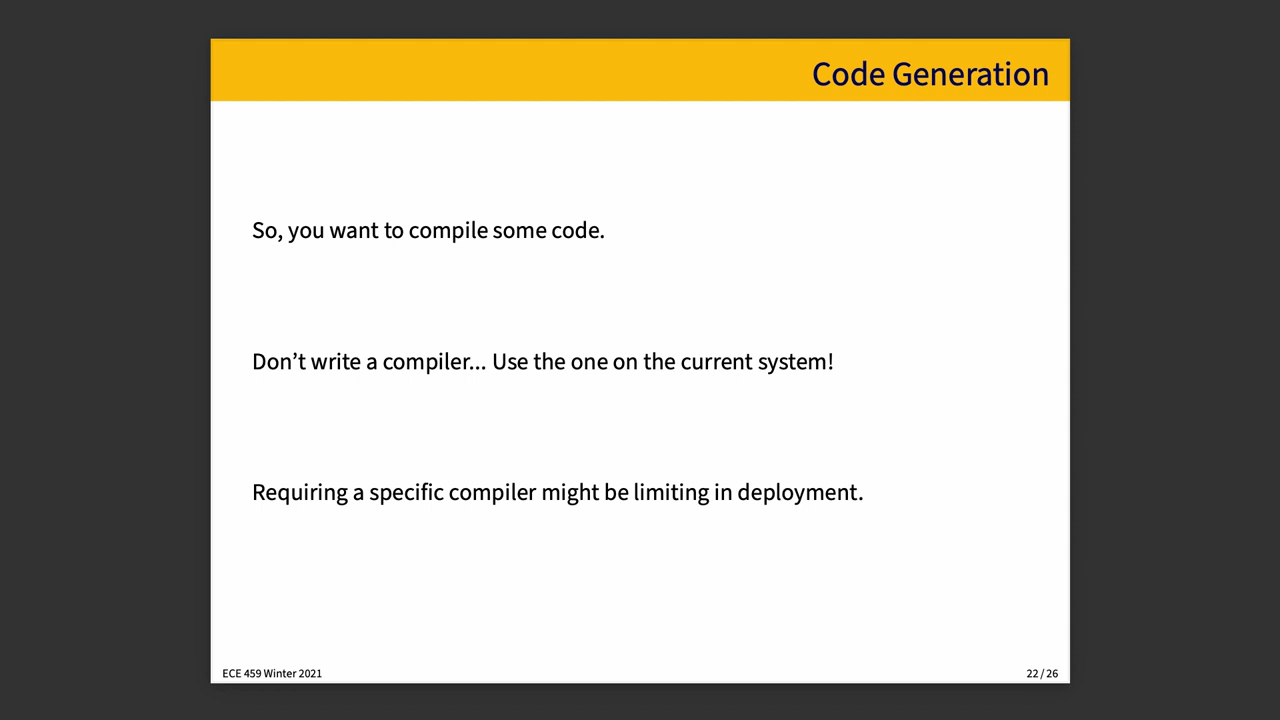 Code Generation
So, you want to compile some code.
Don’t write a compiler... Use the one on the current system!
Requiring a specific compiler might be limiting in deployment.
ECE 459 Winter 2021
22 / 26